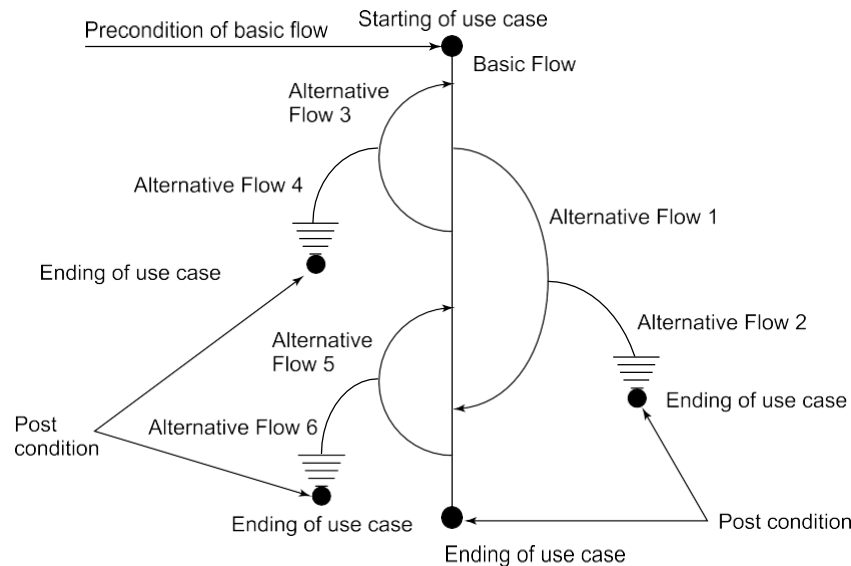 Starting of use case
Precondition of basic flow
Basic Flow
Alternative
Flow 3
Alternative Flow 4
Alternative Flow 1
Ending of use case
Alternative Flow 2
Alternative
Flow 5
Ending of use case
Post
condition
Alternative Flow 6
Ending of use case
Post condition
Ending of use case